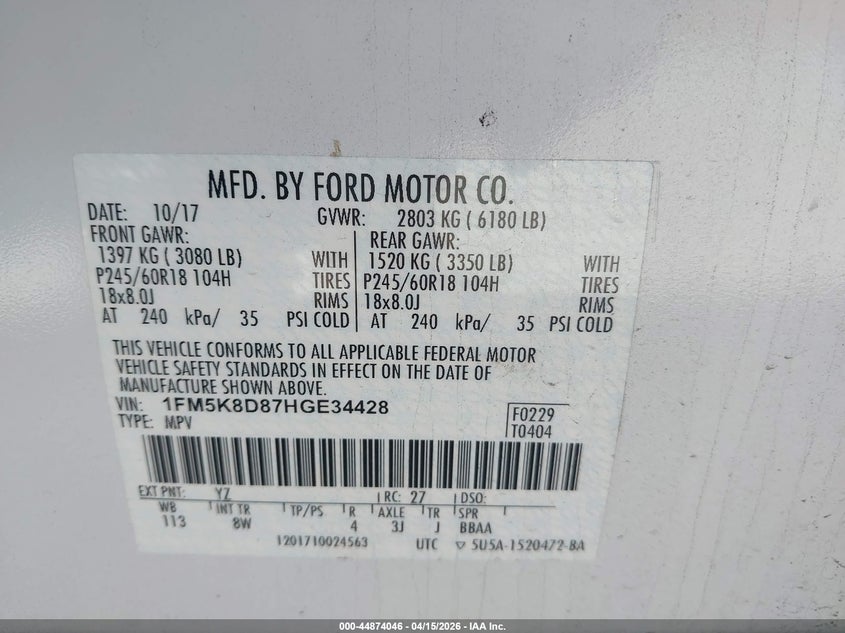 MFD. BY FORD MOTOR CO.
DATE: 10/17 GVWR: 2803 KG ( 6180 LB)
FRONT GAWR: REAR GAWR:
1397 KG ( 3080 LB) WITH 1520 KG ( 3350 LB) WITH
P245/60R18 104H TIRES P245/60R18 104H TIRES
18x8.0J RIMS 18x8.0J RIMS
AT 240 kPa/ 35 PSI COLD AT 240 kPa/ 35 PSI COLD
THIS VEHICLE CONFORMS TO ALL APPLICABLE FEDERAL MOTOR
VEHICLE SAFETY STANDARDS IN EFFECT ON THE DATE OF
MANUFACTURE SHOWN ABOVE.
VIN: 1FM5K8D87HGE34428 F0229
TYPE: MPV T0404
EXT PNT: YZ RC: 27 DSO:
WB INT TR TP/PS R AXLE TR SPR
113 8W 4 3J J BBAA
1201710024563 UTC ▽ 5U5A-1520472-BA
000-44874046 - 04/15/2026 - IAA Inc.